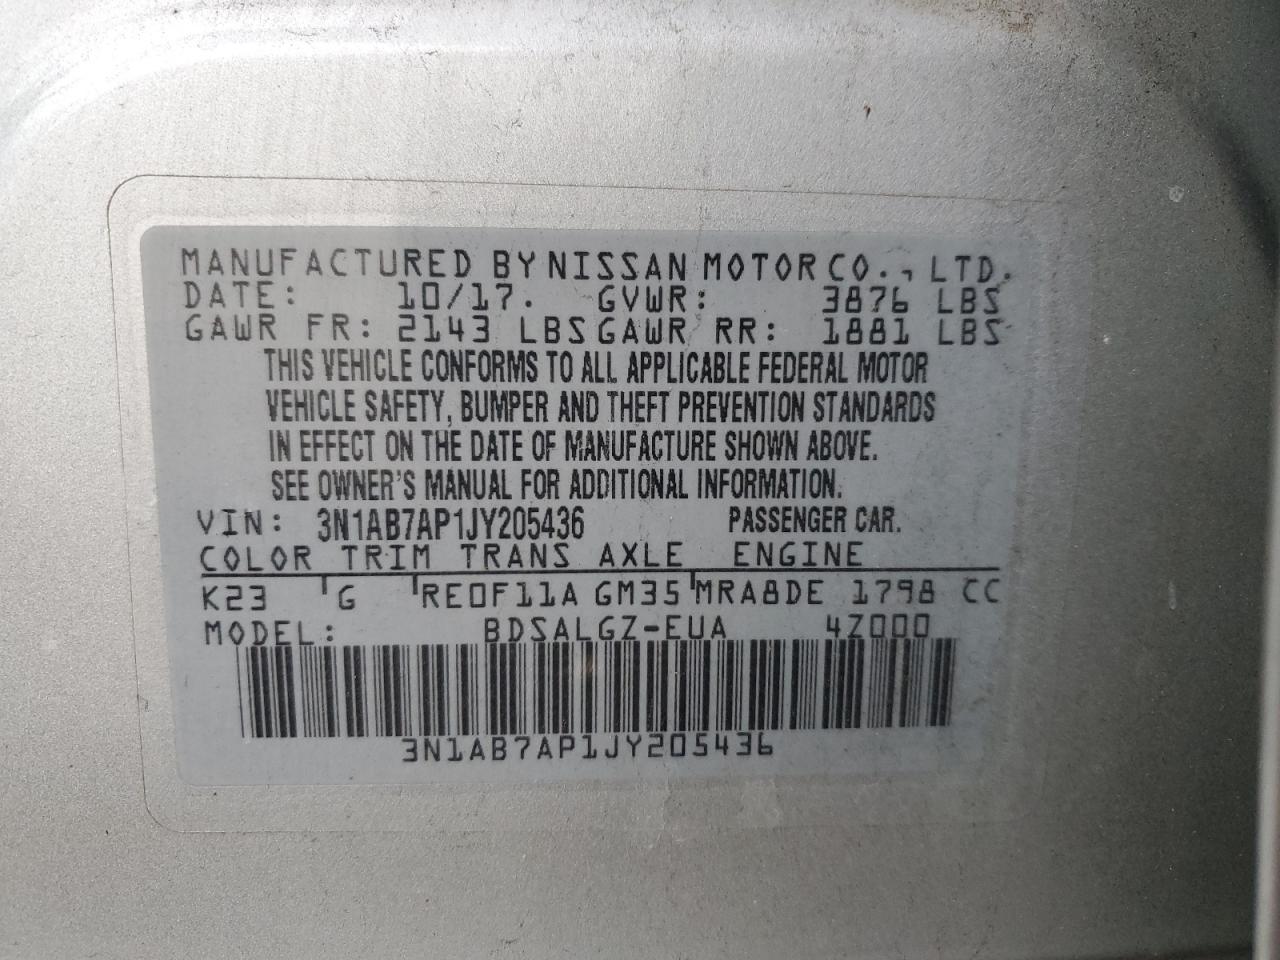 MANUFACTURED BY NISSAN MOTOR CO., LTD.
DATE: 10/17. GVWR: 3876 LBS
GAWR FR: 2143 LBS GAWR RR: 1881 LBS
THIS VEHICLE CONFORMS TO ALL APPLICABLE FEDERAL MOTOR
VEHICLE SAFETY, BUMPER AND THEFT PREVENTION STANDARDS
IN EFFECT ON THE DATE OF MANUFACTURE SHOWN ABOVE.
SEE OWNER'S MANUAL FOR ADDITIONAL INFORMATION.
VIN: 3N1AB7AP1JY205436 PASSENGER CAR.
COLOR TRIM TRANS AXLE ENGINE
K23 G RE0F11A GM35 MRA8DE 1798 CC
MODEL: BDSALGZ-EUA 4Z000
3N1AB7AP1JY205436